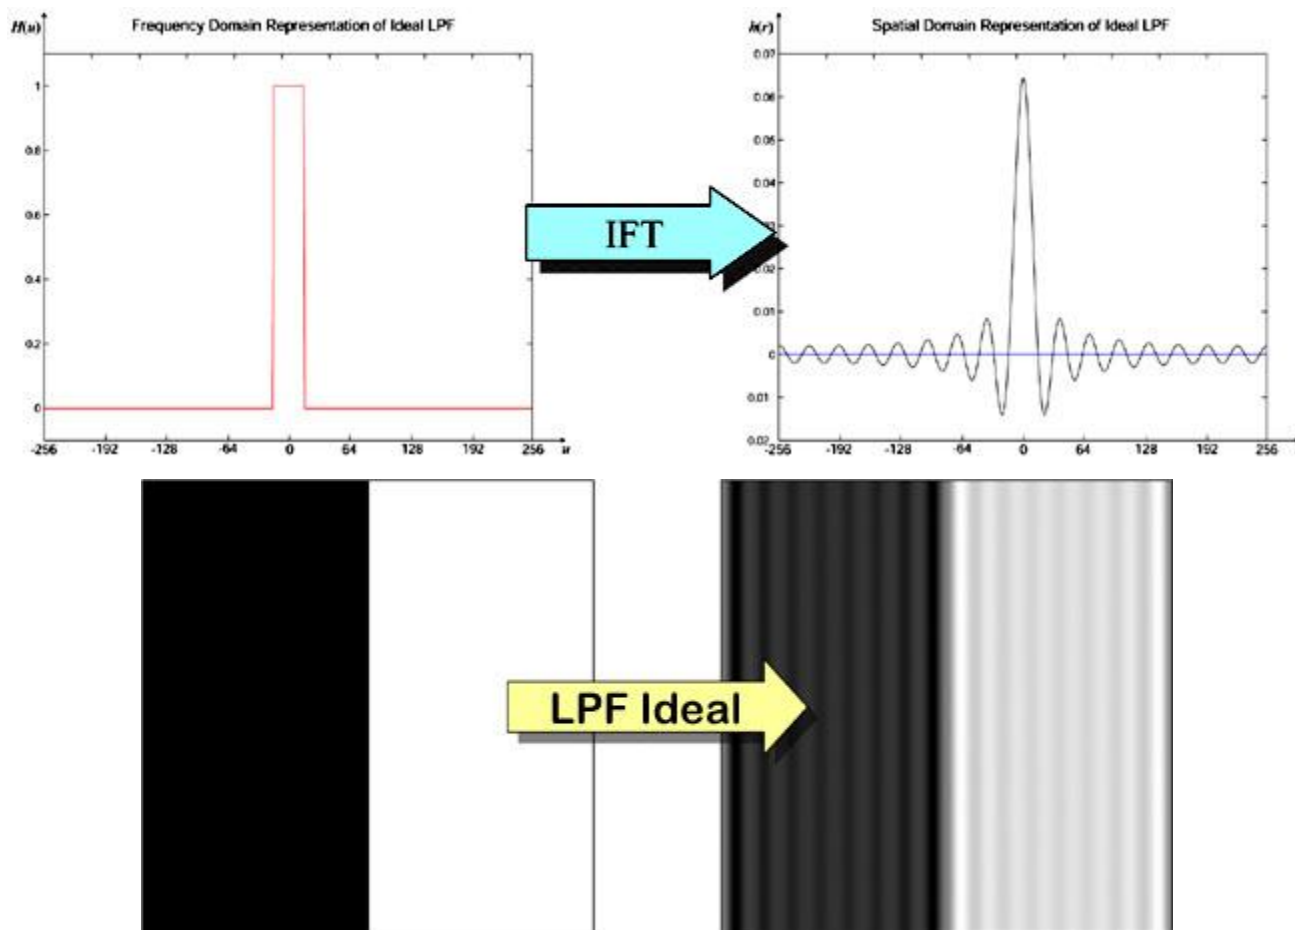 H(u)
Frequency Domain Representation of Ideal LPF
1
0.8
0.6
0.4
0.2
0
-256 -192 -128 -64 0 64 128 192 256 u
IFT
h(r)
Spatial Domain Representation of Ideal LPF
0.07
0.06
0.05
0.04
0.02
0.01
0
0.01
0.02
-256 -192 -128 -64 0 64 128 192 256
LPF Ideal